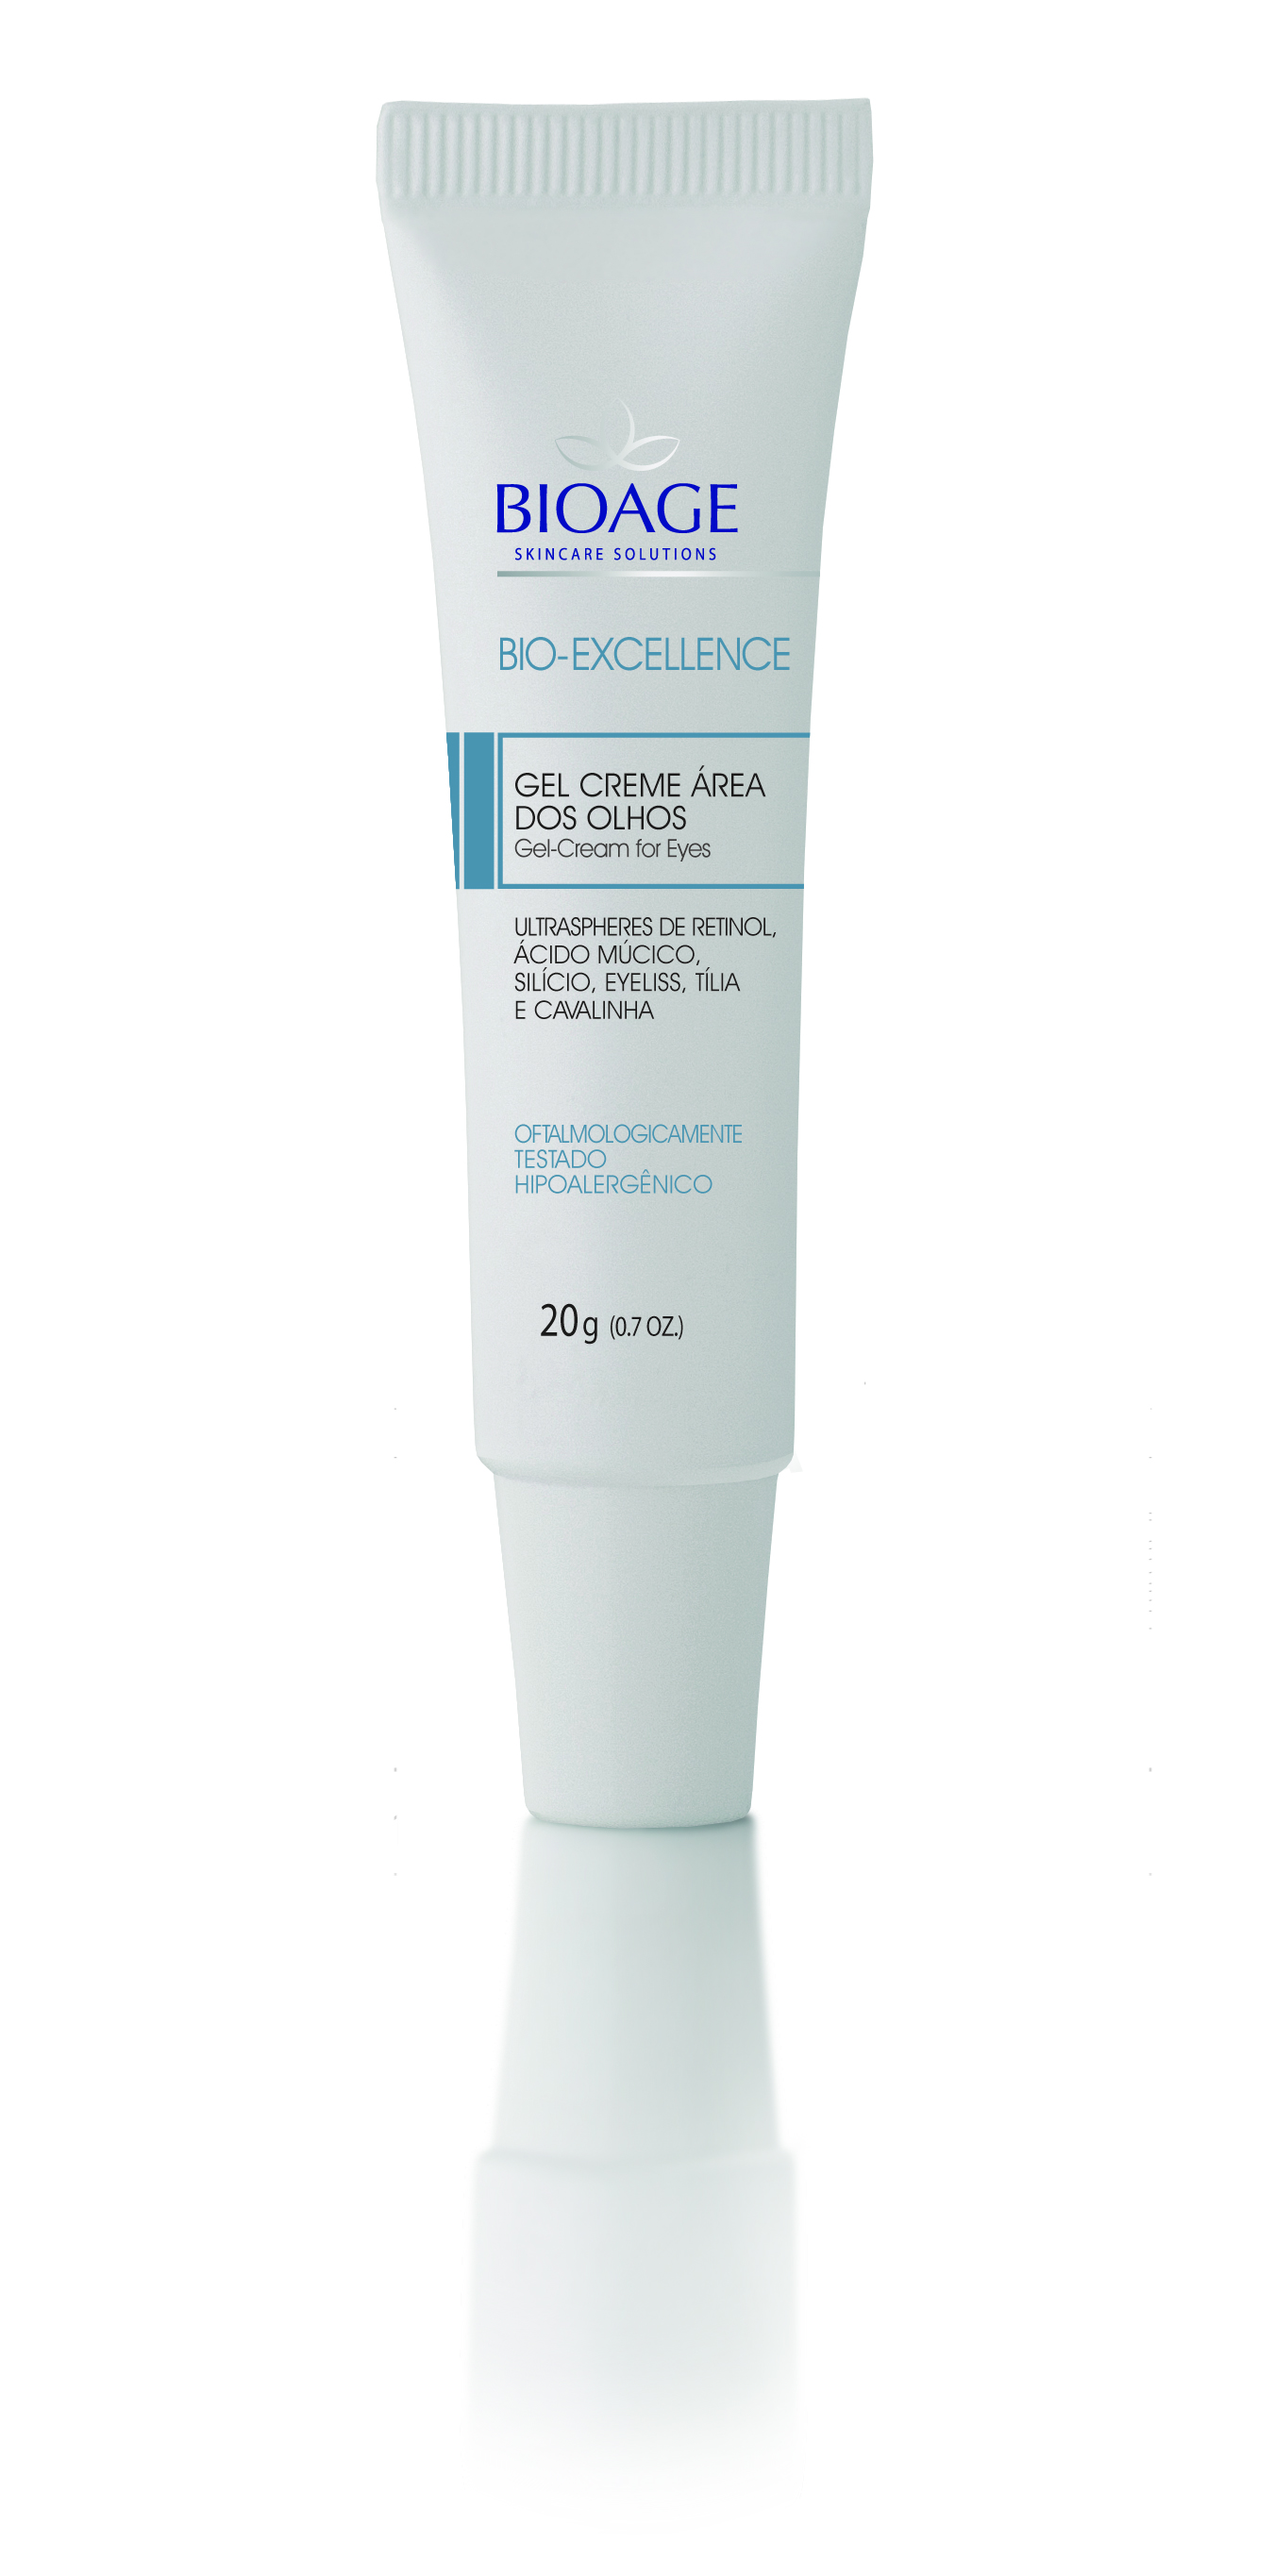 BIOAGE
SKINCARE SOLUTIONS
BIO-EXCELLENCE
GEL CREME ÁREA
DOS OLHOS
Gel-Cream for Eyes
ULTRASPHERES DE RETINOL,
ÁCIDO MÚCICO,
SILÍCIO, EYELISS, TÍLIA
E CAVALINHA
OFTALMOLOGICAMENTE
TESTADO
HIPOALERGÊNICO
20g (0.7 OZ.)